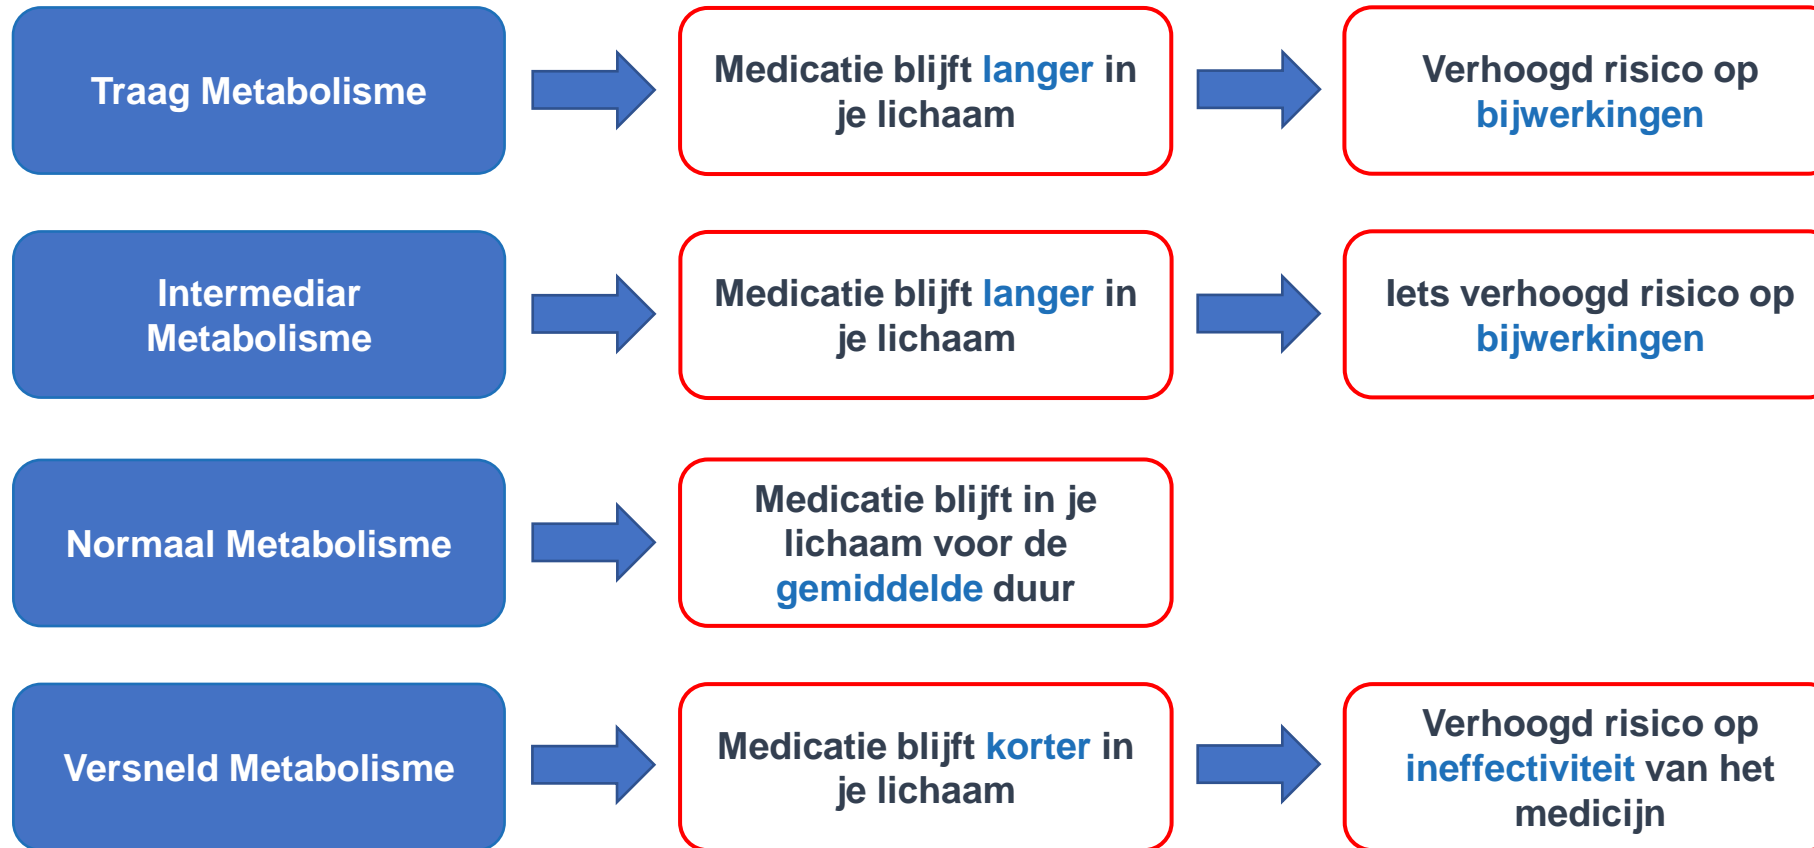 Traag Metabolisme
Medicatie blijft langer in
je lichaam
Verhoogd risico op
bijwerkingen
Intermediar
Metabolisme
Medicatie blijft langer in
je lichaam
Iets verhoogd risico op
bijwerkingen
Normaal Metabolisme
Medicatie blijft in je
lichaam voor de
gemiddelde duur
Versneld Metabolisme
Medicatie blijft korter in
je lichaam
Verhoogd risico op
ineffectiviteit van het
medicijn